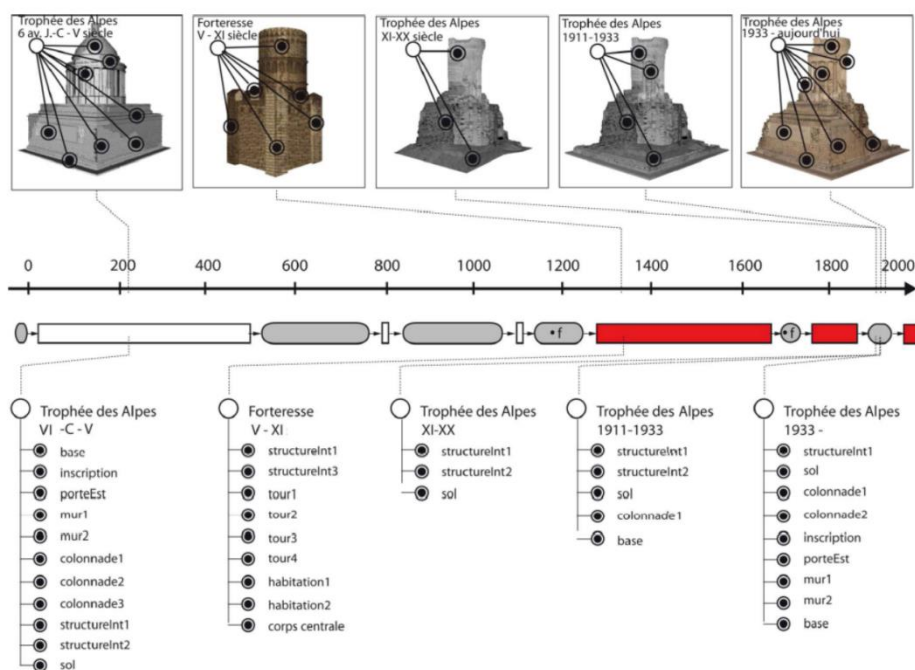 Trophée des Alpes
6 av. J.-C - V siècle
Forteresse
V - XI siècle
Trophée des Alpes
XI-XX siècle
Trophée des Alpes
1911-1933
Trophée des Alpes
1933 - aujourd'hui
0 200 400 600 800 1000 1200 1400 1600 1800 2000
f f
Trophée des Alpes
VI -C - V
base
inscription
porteEst
mur1
mur2
colonnade1
colonnade2
colonnade3
structureInt1
structureInt2
sol
Forteresse
V - XI
structureInt1
structureInt3
tour1
tour2
tour3
tour4
habitation1
habitation2
corps centrale
Trophée des Alpes
XI-XX
structureInt1
structureInt2
sol
Trophée des Alpes
1911-1933
structureInt1
structureInt2
sol
colonnade1
base
Trophée des Alpes
1933 -
structureInt1
sol
colonnade1
colonnade2
inscription
porteEst
mur1
mur2
base